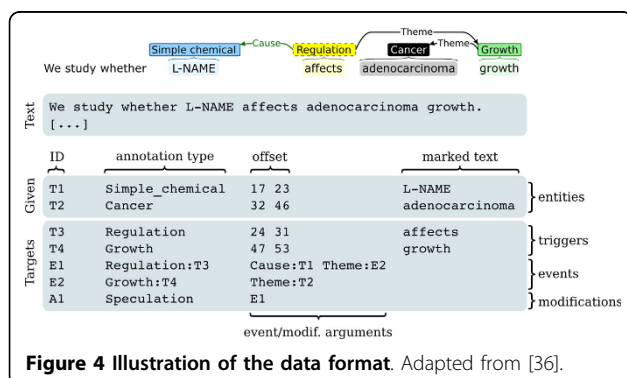 Theme
Simple chemical Cause Regulation Cancer Theme Growth
We study whether L-NAME affects adenocarcinoma growth
Text
We study whether L-NAME affects adenocarcinoma growth.
[...]
ID annotation type offset marked text
Given
T1 Simple_chemical 17 23 L-NAME
T2 Cancer 32 46 adenocarcinoma
entities
Targets
T3 Regulation 24 31 affects
T4 Growth 47 53 growth
triggers
E1 Regulation:T3 Cause:T1 Theme:E2
E2 Growth:T4 Theme:T2
events
A1 Speculation E1 modifications
event/modif. arguments
Figure 4 Illustration of the data format. Adapted from [36].